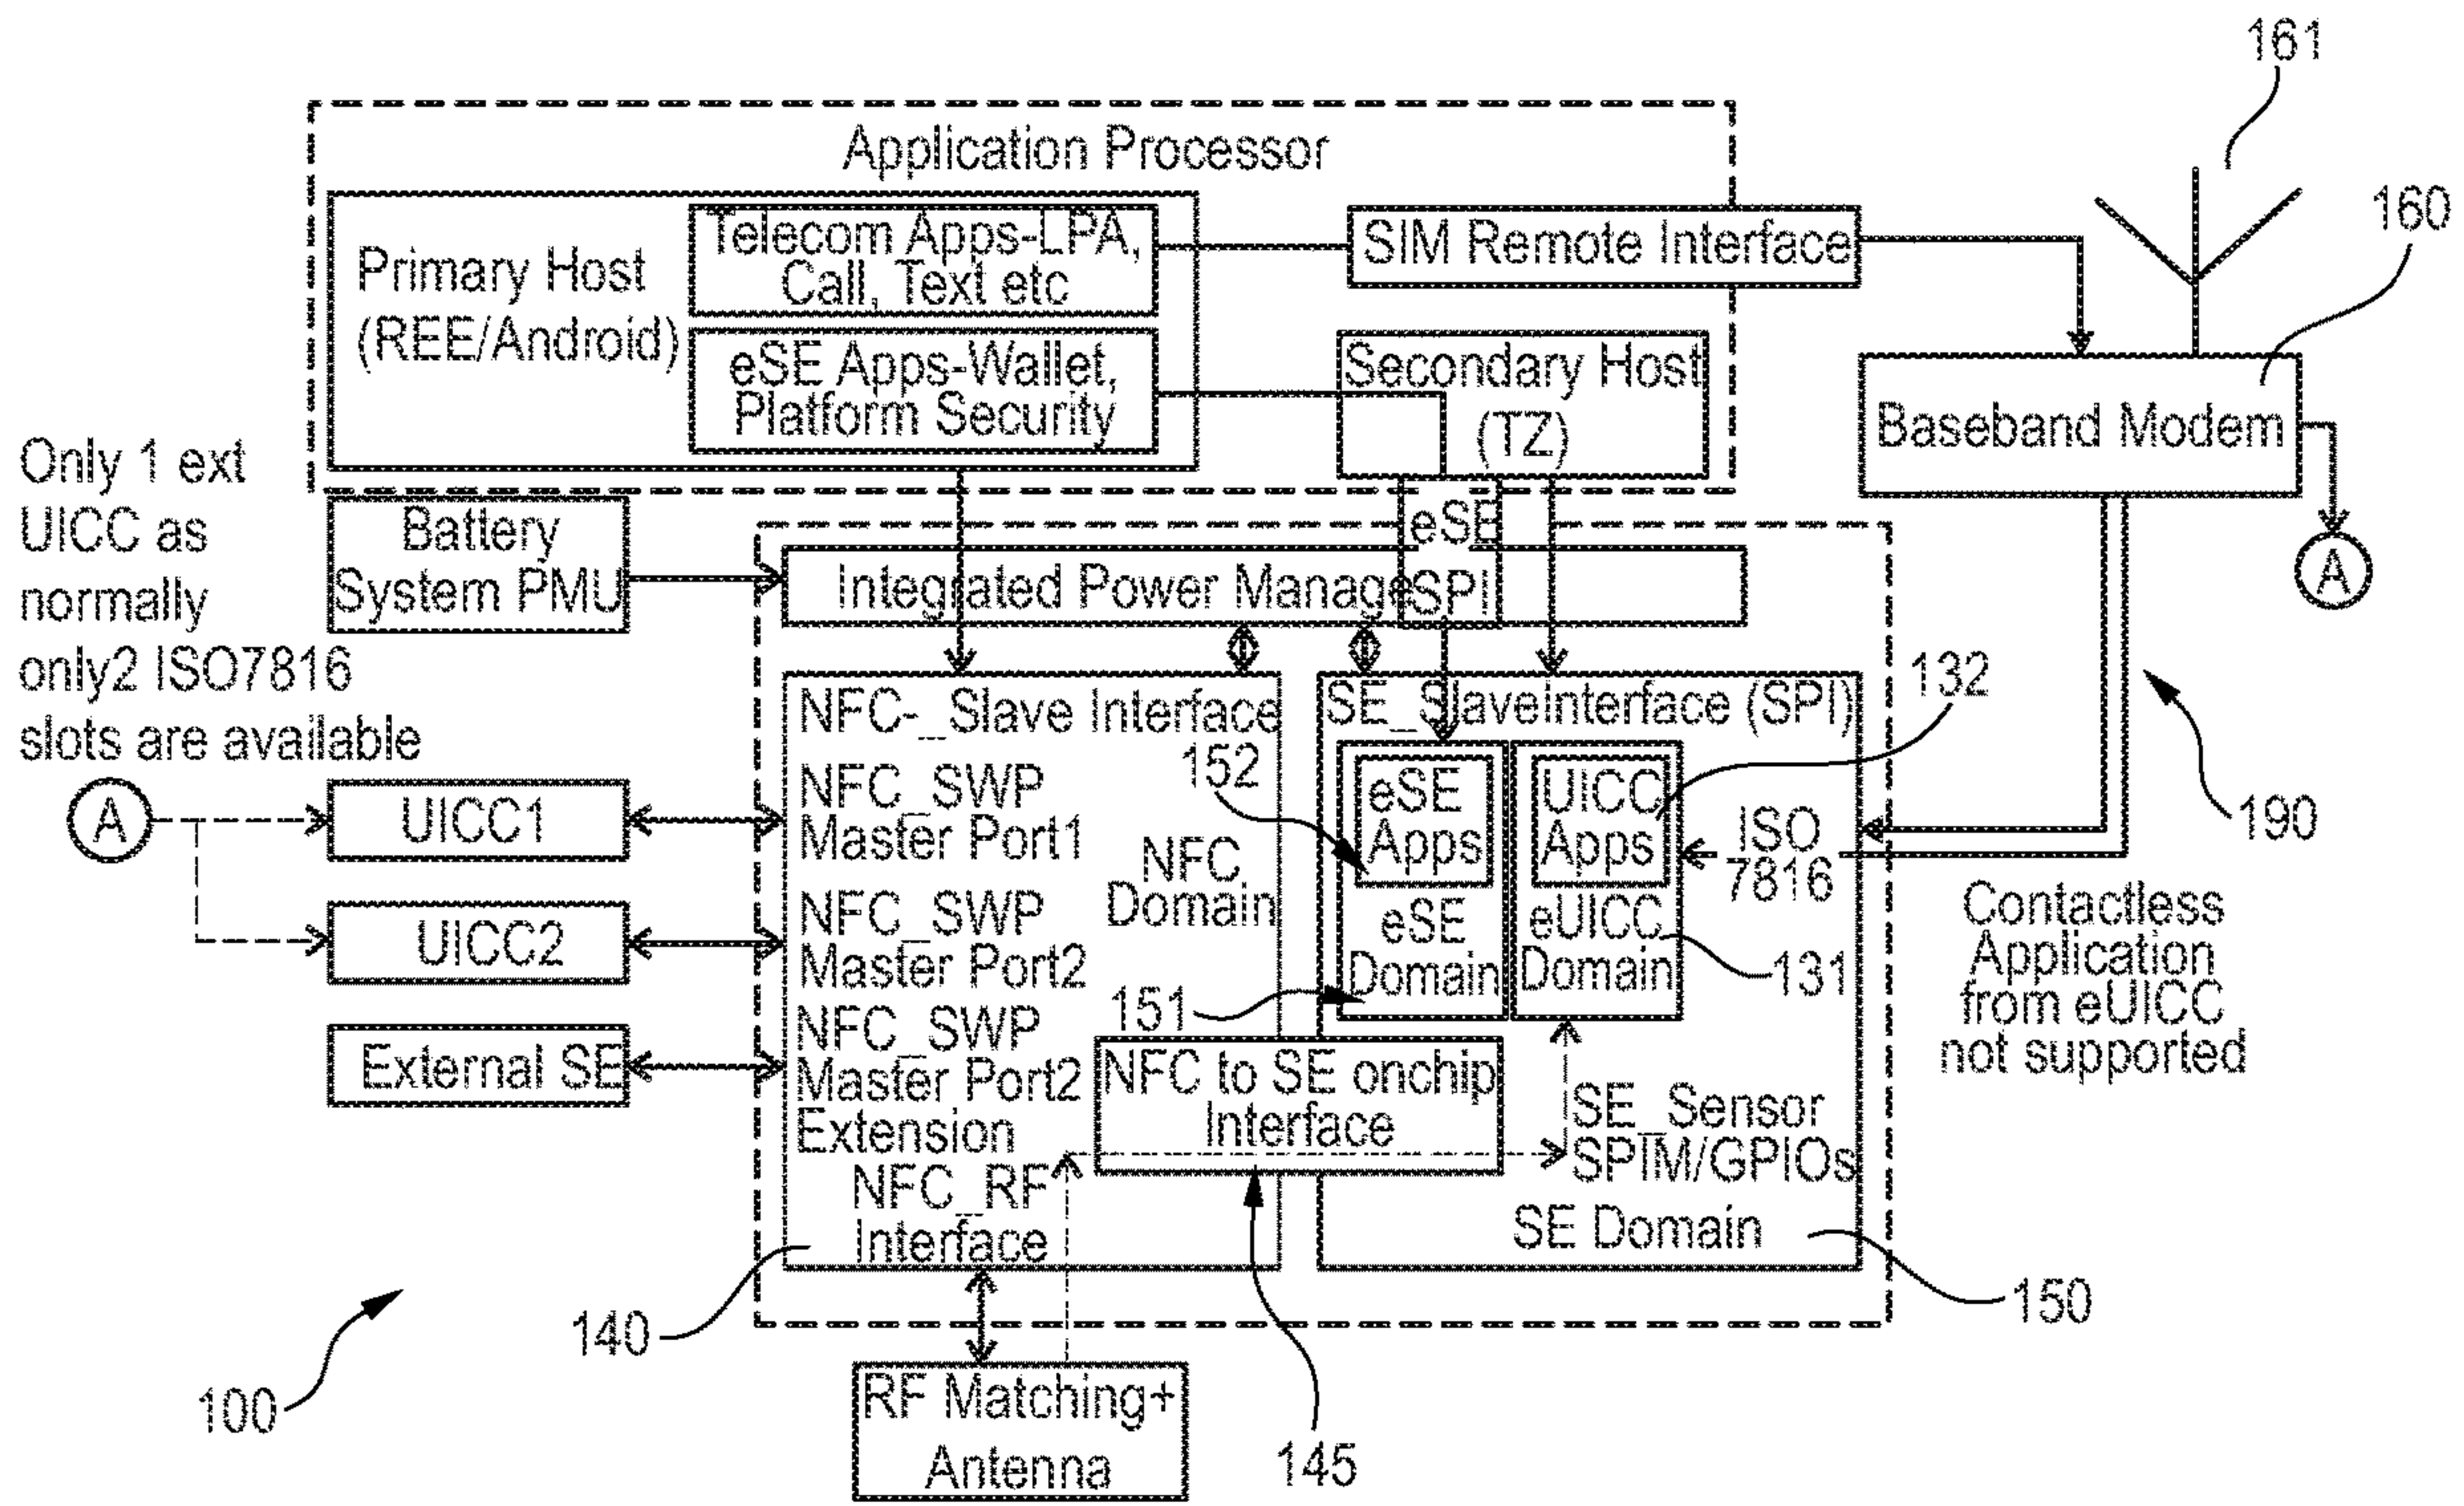 161
Application Processor
160
Telecom Apps-LPA,
Call, Text etc
SIM Remote Interface
Primary Host
(REE/Android)
eSE Apps-Wallet,
Platform Security
Secondary Host
(TZ)
Baseband Modem
Only 1 ext
UICC as
normally
only2 ISO7816
slots are available
Battery
System PMU
eSE
SPI
Integrated Power Manage
A
NFC-_Slave Interface
SE_SlaveInterface (SPI)
132
152
190
A
UICC1
NFC_SWP
Master Port1
NFC
Domain
eSE
Apps
UICC
Apps
ISO
7816
UICC2
NFC_SWP
Master Port2
eSE
Domain
eUICC
Domain
131
151
Contactless
Application
from eUICC
not supported
External SE
NFC_SWP
Master Port2
Extension
NFC to SE onchip
Interface
SE_Sensor
SPIM/GPIOs
NFC_RF
Interface
SE Domain
150
140
100
RF Matching+
Antenna
145